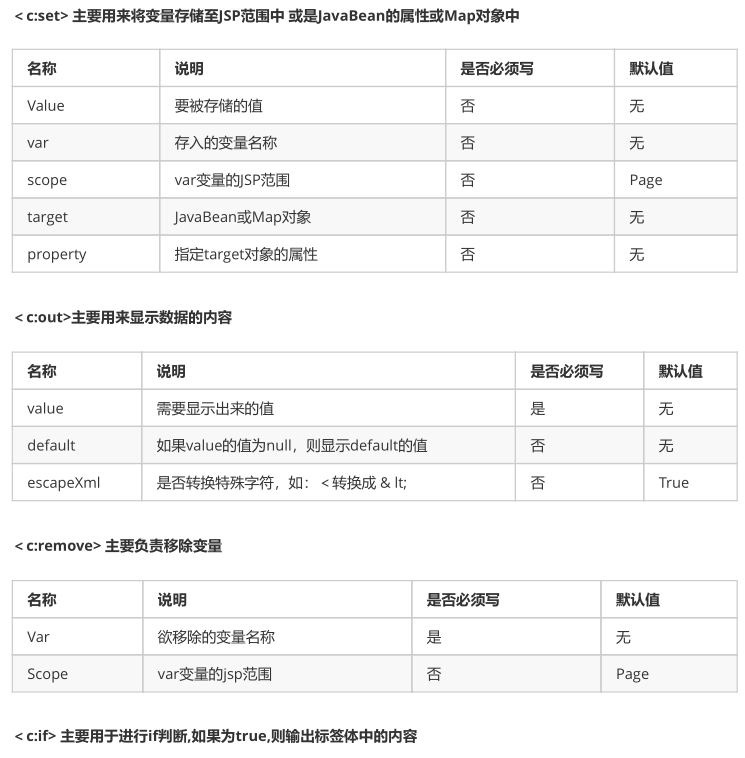 < c:set> 主要用来将变量存储至JSP范围中 或是JavaBean的属性或Map对象中
名称 说明 是否必须写 默认值
Value 要被存储的值 否 无
var 存入的变量名称 否 无
scope var变量的JSP范围 否 Page
target JavaBean或Map对象 否 无
property 指定target对象的属性 否 无
< c:out>主要用来显示数据的内容
名称 说明 是否必须写 默认值
value 需要显示出来的值 是 无
default 如果value的值为null，则显示default的值 否 无
escapeXml 是否转换特殊字符，如： < 转换成 & lt; 否 True
< c:remove> 主要负责移除变量
名称 说明 是否必须写 默认值
Var 欲移除的变量名称 是 无
Scope var变量的jsp范围 否 Page
< c:if> 主要用于进行if判断,如果为true,则输出标签体中的内容